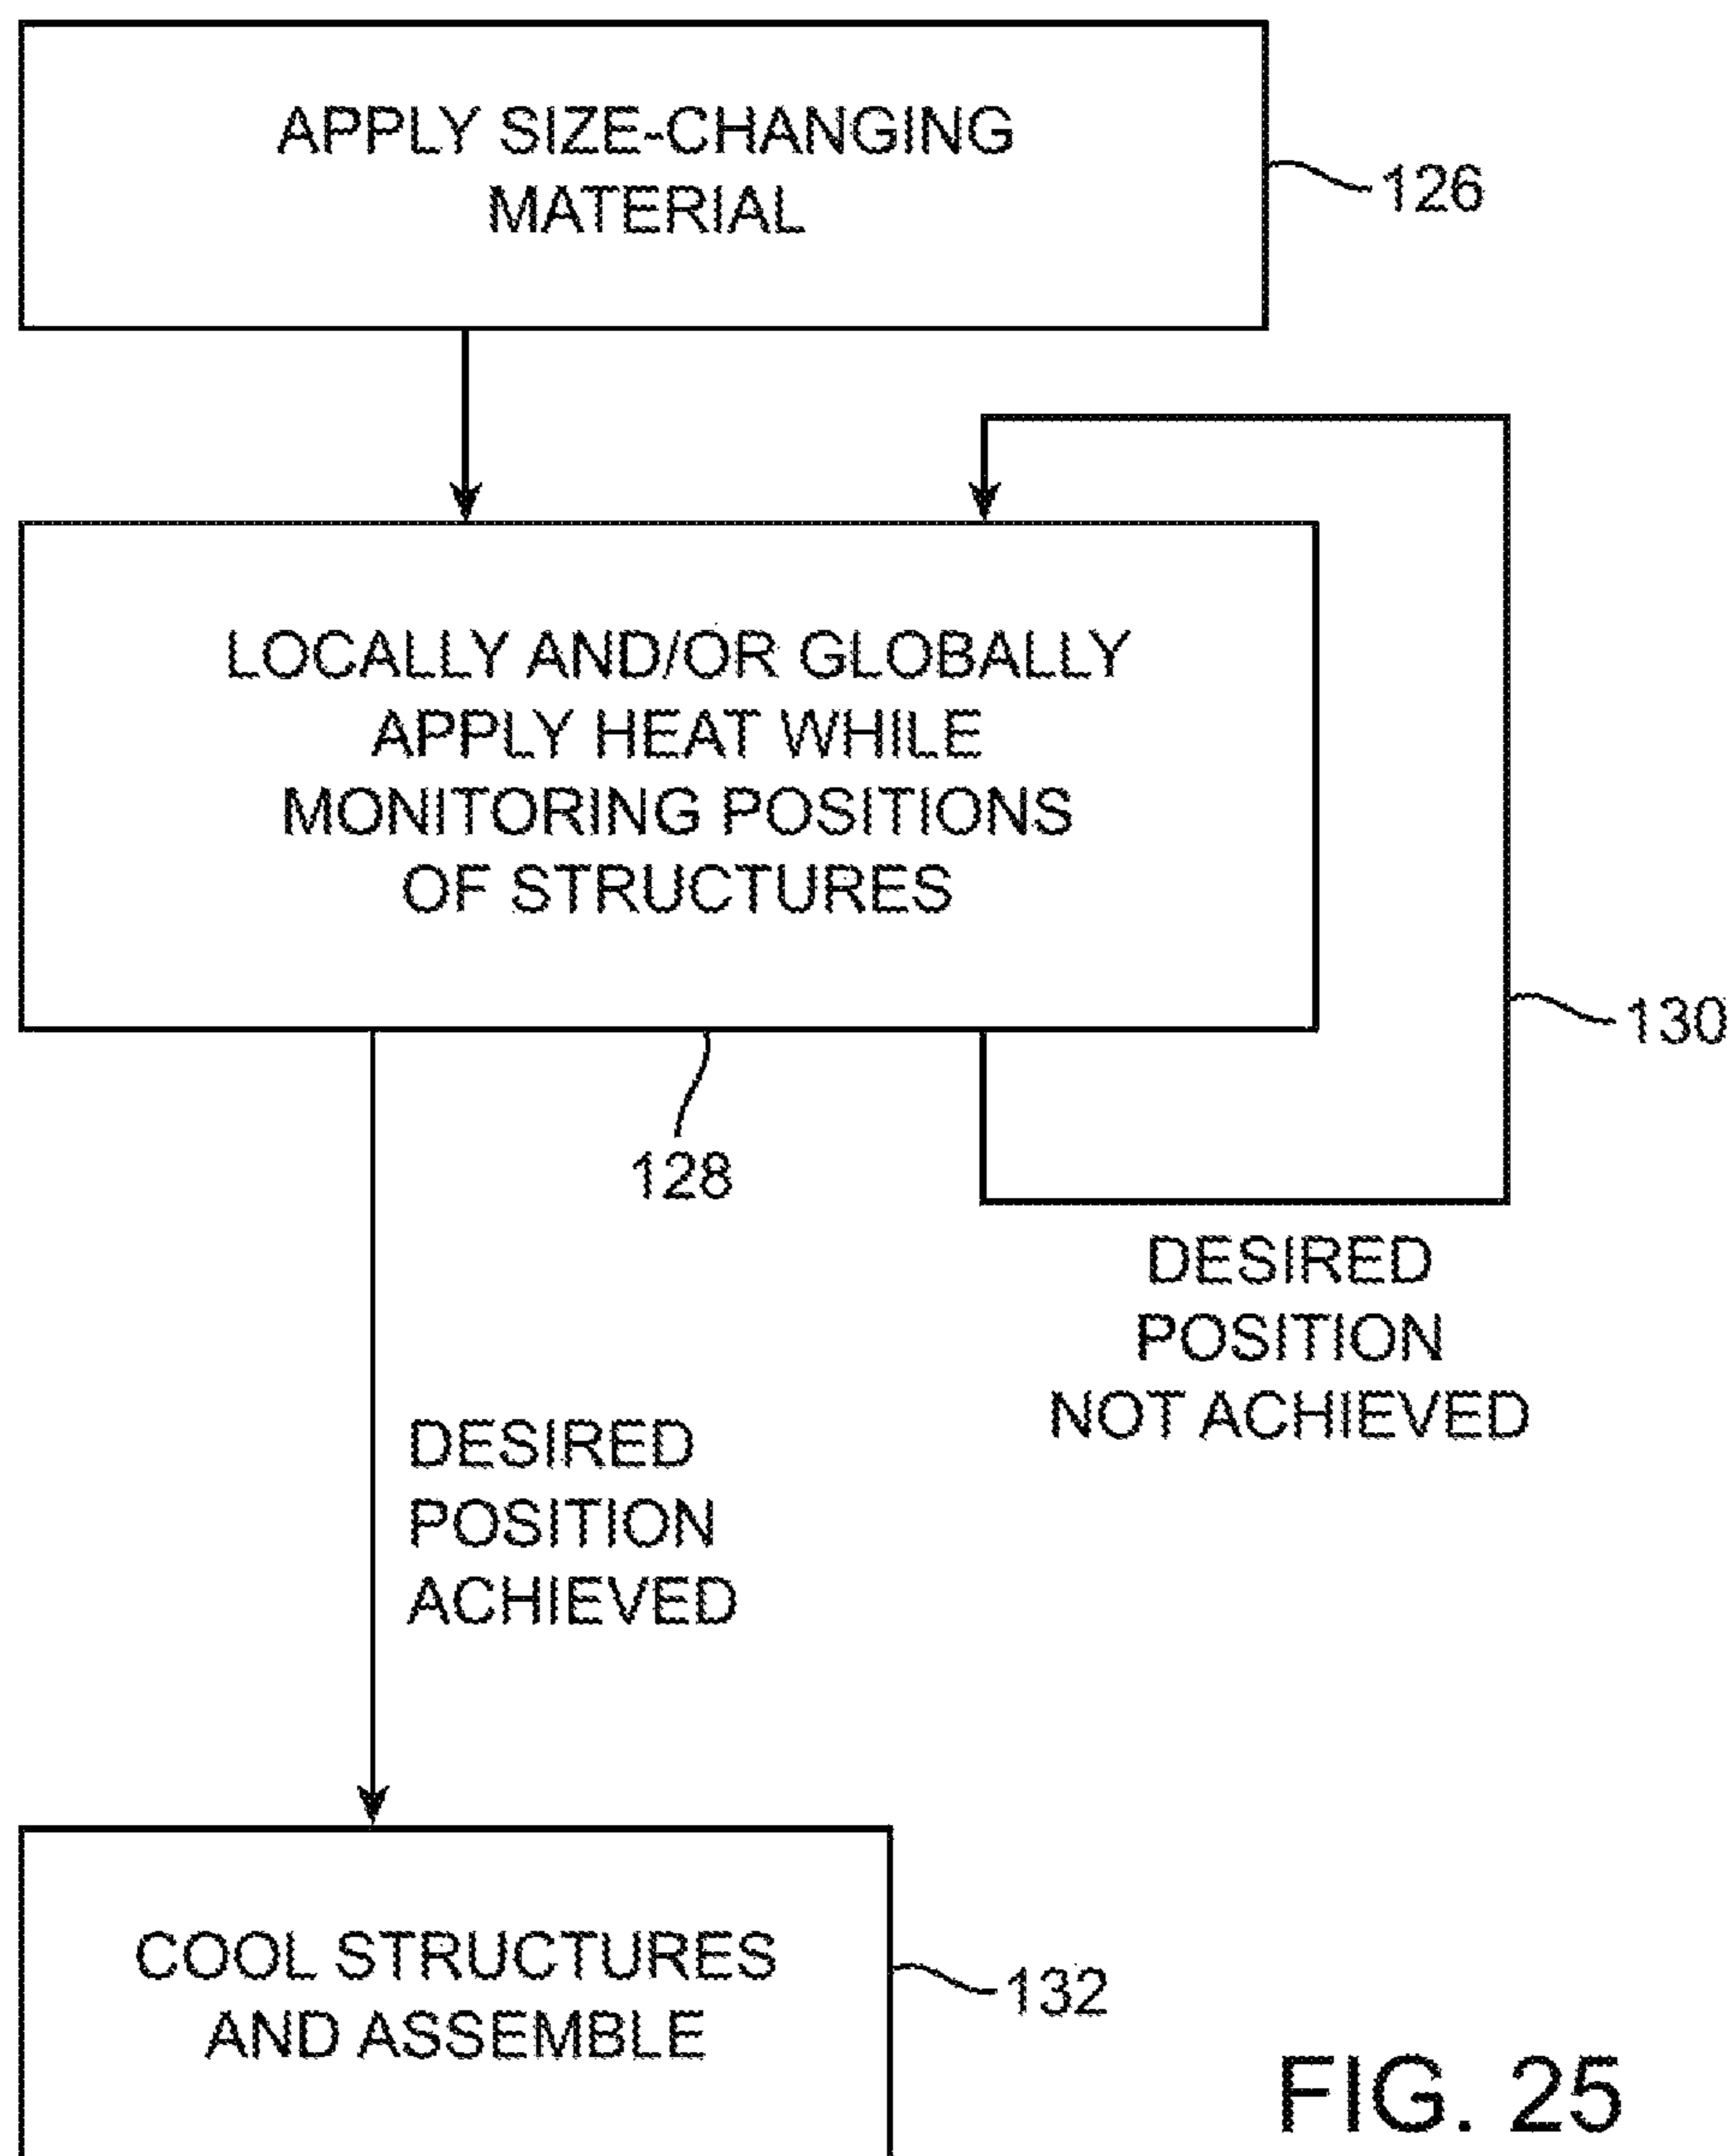 APPLY SIZE-CHANGING
MATERIAL
126
LOCALLY AND/OR GLOBALLY
APPLY HEAT WHILE
MONITORING POSITIONS
OF STRUCTURES
130
128
DESIRED
POSITION
NOT ACHIEVED
DESIRED
POSITION
ACHIEVED
COOL STRUCTURES
AND ASSEMBLE
132
FIG. 25